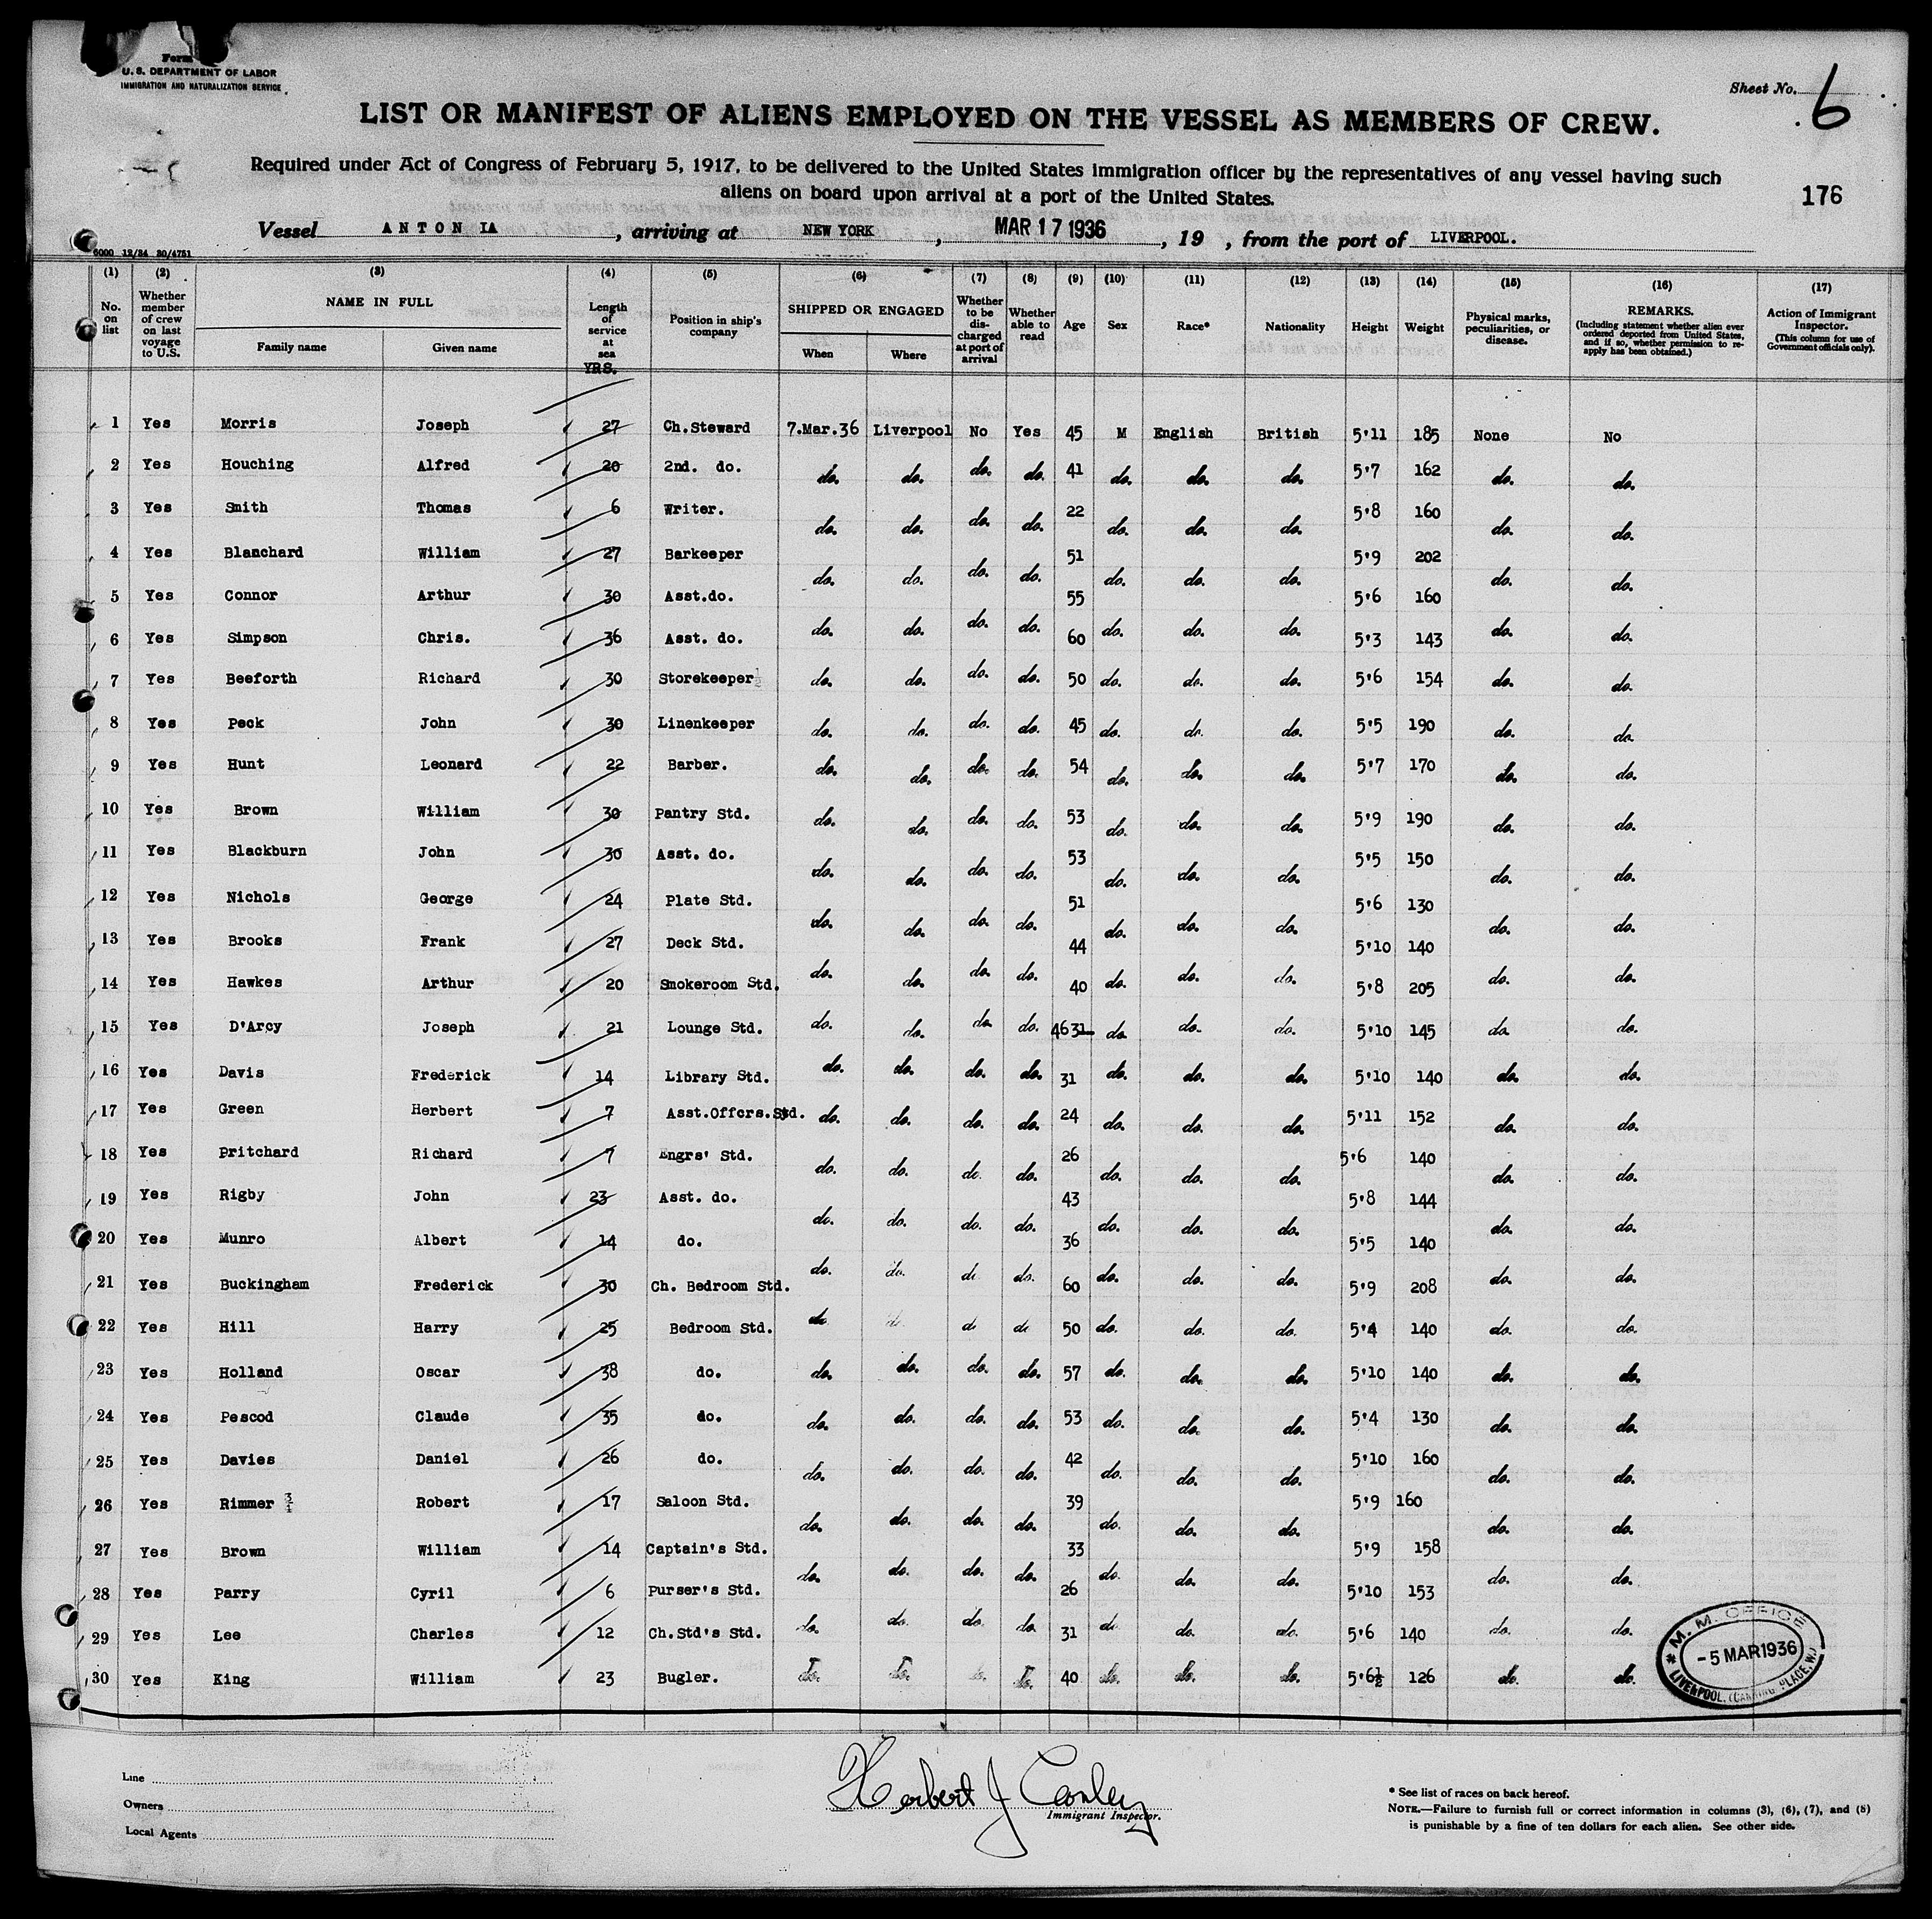 Form
U. S. DEPARTMENT OF LABOR
IMMIGRATION AND NATURALIZATION SERVICE
Sheet No. 6
LIST OR MANIFEST OF ALIENS EMPLOYED ON THE VESSEL AS MEMBERS OF CREW.
Required under Act of Congress of February 5, 1917, to be delivered to the United States immigration officer by the representatives of any vessel having such
aliens on board upon arrival at a port of the United States.
176
Vessel ANTONIA, arriving at NEW YORK, MAR 17 1936, 19 , from the port of LIVERPOOL.
6000 12/34 30/4751
(1) (2) (3) (4) (5) (6) (7) (8) (9) (10) (11) (12) (13) (14) (15) (16) (17)
No. on list Whether member of crew on last voyage to U.S. NAME IN FULL Family name Given name Length of service at sea YRS. Position in ship's company SHIPPED OR ENGAGED When Where Whether to be discharged at port of arrival Whether able to read Age Sex Race* Nationality Height Weight Physical marks, peculiarities, or disease. REMARKS. (Including statement whether alien ever ordered deported from United States, and if so, whether permission to re-apply has been obtained.) Action of Immigrant Inspector. (This column for use of Government officials only).
1 Yes Morris Joseph 27 Ch.Steward 7.Mar.36 Liverpool No Yes 45 M English British 5'11 185 None No
2 Yes Houching Alfred 20 2nd. do. do. do. do. do. 41 do. do. do. 5'7 162 do. do.
3 Yes Smith Thomas 6 Writer. do. do. do. do. 22 do. do. do. 5'8 160 do. do.
4 Yes Blanchard William 27 Barkeeper do. do. do. do. 51 do. do. do. 5'9 202 do. do.
5 Yes Connor Arthur 30 Asst.do. do. do. do. do. 55 do. do. do. 5'6 160 do. do.
6 Yes Simpson Chris. 36 Asst. do. do. do. do. do. 60 do. do. do. 5'3 143 do. do.
7 Yes Beeforth Richard 30 Storekeeper do. do. do. do. 50 do. do. do. 5'6 154 do. do.
8 Yes Peck John 30 Linenkeeper do. do. do. do. 45 do. do. do. 5'5 190 do. do.
9 Yes Hunt Leonard 22 Barber. do. do. do. do. 54 do. do. do. 5'7 170 do. do.
10 Yes Brown William 30 Pantry Std. do. do. do. do. 53 do. do. do. 5'9 190 do. do.
11 Yes Blackburn John 30 Asst. do. do. do. do. do. 53 do. do. do. 5'5 150 do. do.
12 Yes Nichols George 24 Plate Std. do. do. do. do. 51 do. do. do. 5'6 130 do. do.
13 Yes Brooks Frank 27 Deck Std. do. do. do. do. 44 do. do. do. 5'10 140 do. do.
14 Yes Hawkes Arthur 20 Smokeroom Std. do. do. do. do. 40 do. do. do. 5'8 205 do. do.
15 Yes D'Arcy Joseph 21 Lounge Std. do. do. do. do. 46 31 do. do. do. 5'10 145 do. do.
16 Yes Davis Frederick 14 Library Std. do. do. do. do. 31 do. do. do. 5'10 140 do. do.
17 Yes Green Herbert 7 Asst.Offcrs.Std. do. do. do. do. 24 do. do. do. 5'11 152 do. do.
18 Yes Pritchard Richard 7 Engrs' Std. do. do. do. do. 26 do. do. do. 5'6 140 do. do.
19 Yes Rigby John 23 Asst. do. do. do. do. do. 43 do. do. do. 5'8 144 do. do.
20 Yes Munro Albert 14 do. do. do. do. do. 36 do. do. do. 5'5 140 do. do.
21 Yes Buckingham Frederick 30 Ch. Bedroom Std. do. do. do. do. 60 do. do. do. 5'9 208 do. do.
22 Yes Hill Harry 25 Bedroom Std. do. do. do. do. 50 do. do. do. 5'4 140 do. do.
23 Yes Holland Oscar 38 do. do. do. do. do. 57 do. do. do. 5'10 140 do. do.
24 Yes Pescod Claude 35 do. do. do. do. do. 53 do. do. do. 5'4 130 do. do.
25 Yes Davies Daniel 26 do. do. do. do. do. 42 do. do. do. 5'10 160 do. do.
26 Yes Rimmer Robert 17 Saloon Std. do. do. do. do. 39 do. do. do. 5'9 160 do. do.
27 Yes Brown William 14 Captain's Std. do. do. do. do. 33 do. do. do. 5'9 158 do. do.
28 Yes Parry Cyril 6 Purser's Std. do. do. do. do. 26 do. do. do. 5'10 153 do. do.
29 Yes Lee Charles 12 Ch.Std's Std. do. do. do. do. 31 do. do. do. 5'6 140 do. do.
30 Yes King William 23 Bugler. do. do. do. do. 40 do. do. do. 5'6½ 126 do. do.
M. M. OFFICE
-5 MAR 1936
LIVERPOOL, (CANNING PLACE, W.)
Herbert J Conley
Immigrant Inspector.
Line
Owners
Local Agents
* See list of races on back hereof.
NOTE.—Failure to furnish full or correct information in columns (3), (6), (7), and (8)
is punishable by a fine of ten dollars for each alien. See other side.